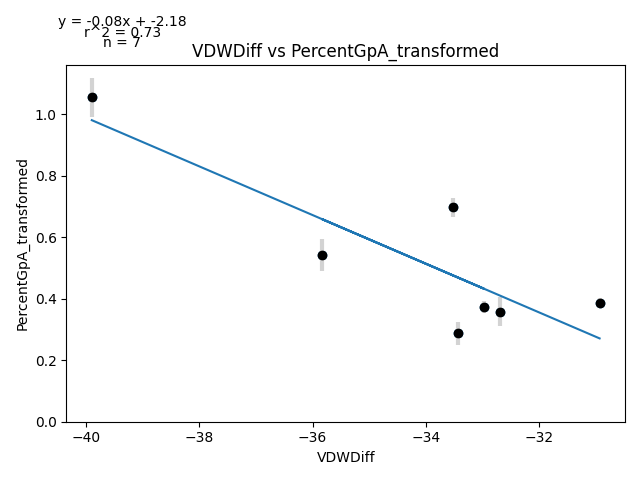 y = -0.08x + -2.18
r^2 = 0.73
n = 7
VDWDiff vs PercentGpA_transformed
1.0
0.8
0.6
0.4
0.2
0.0
PercentGpA_transformed
−40
−38
−36
−34
−32
VDWDiff